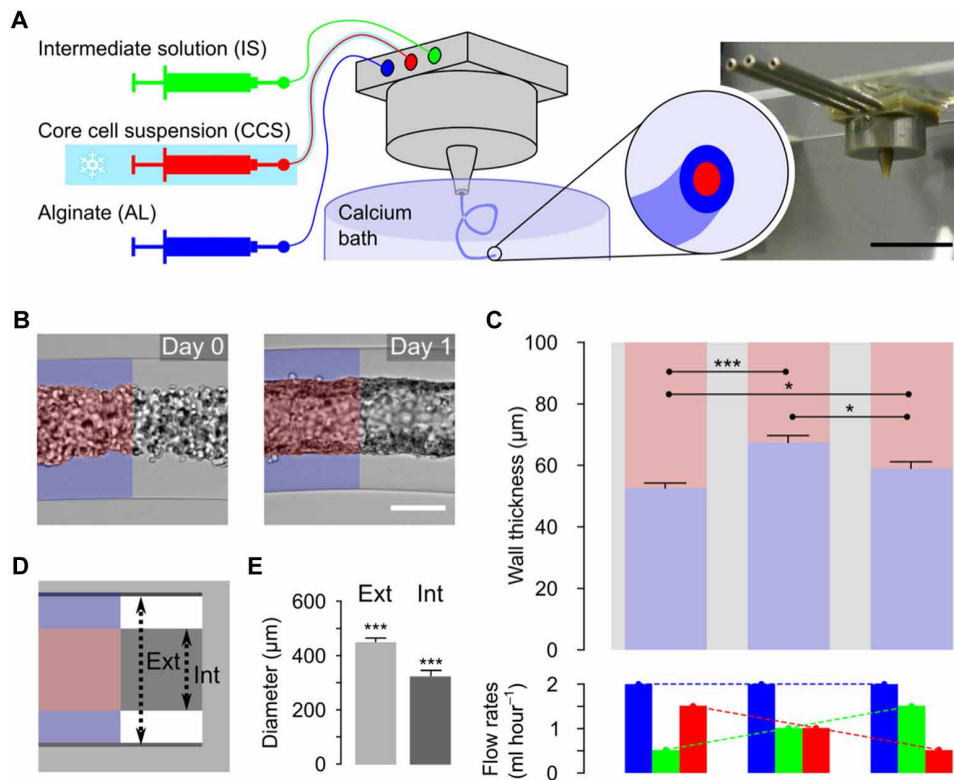 A
Intermediate solution (IS)
Core cell suspension (CCS)
Alginate (AL)
Calcium
bath
B
Day 0
Day 1
C
Wall thickness (µm)
100
80
60
40
20
0
***
*
*
D
Ext
Int
E
Ext
Int
Diameter (µm)
600
400
200
0
***
***
Flow rates
(ml hour⁻¹)
2
1
0